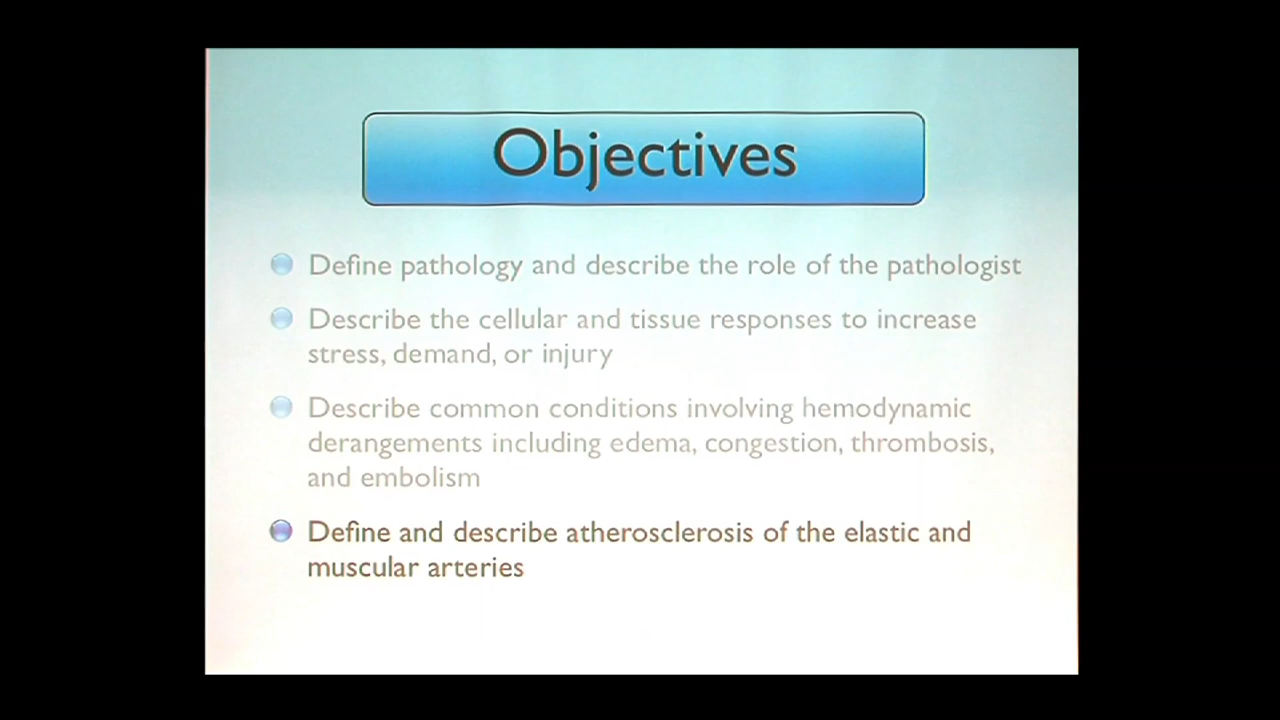 Objectives
Define pathology and describe the role of the pathologist
Describe the cellular and tissue responses to increase
stress, demand, or injury
Describe common conditions involving hemodynamic
derangements including edema, congestion, thrombosis,
and embolism
Define and describe atherosclerosis of the elastic and
muscular arteries